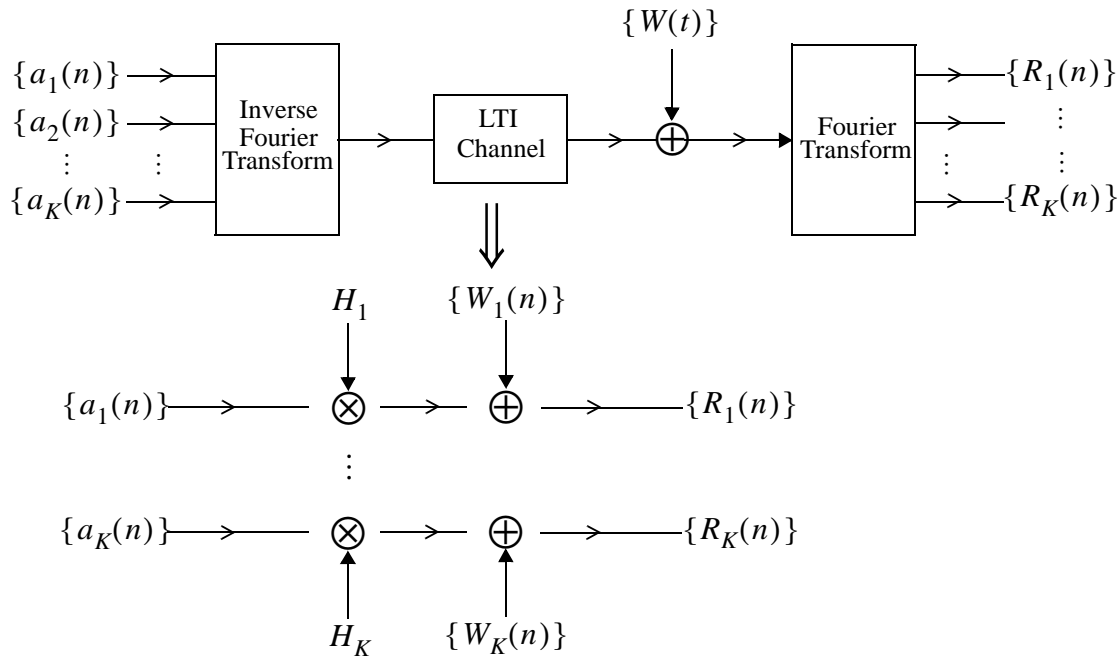 {W(t)}
{a_1(n)}
{a_2(n)}
⋮ ⋮
{a_K(n)}
Inverse
Fourier
Transform
LTI
Channel
Fourier
Transform
{R_1(n)}
⋮
⋮ ⋮
{R_K(n)}
H_1
{W_1(n)}
{a_1(n)}
{R_1(n)}
⋮
{a_K(n)}
{R_K(n)}
H_K
{W_K(n)}